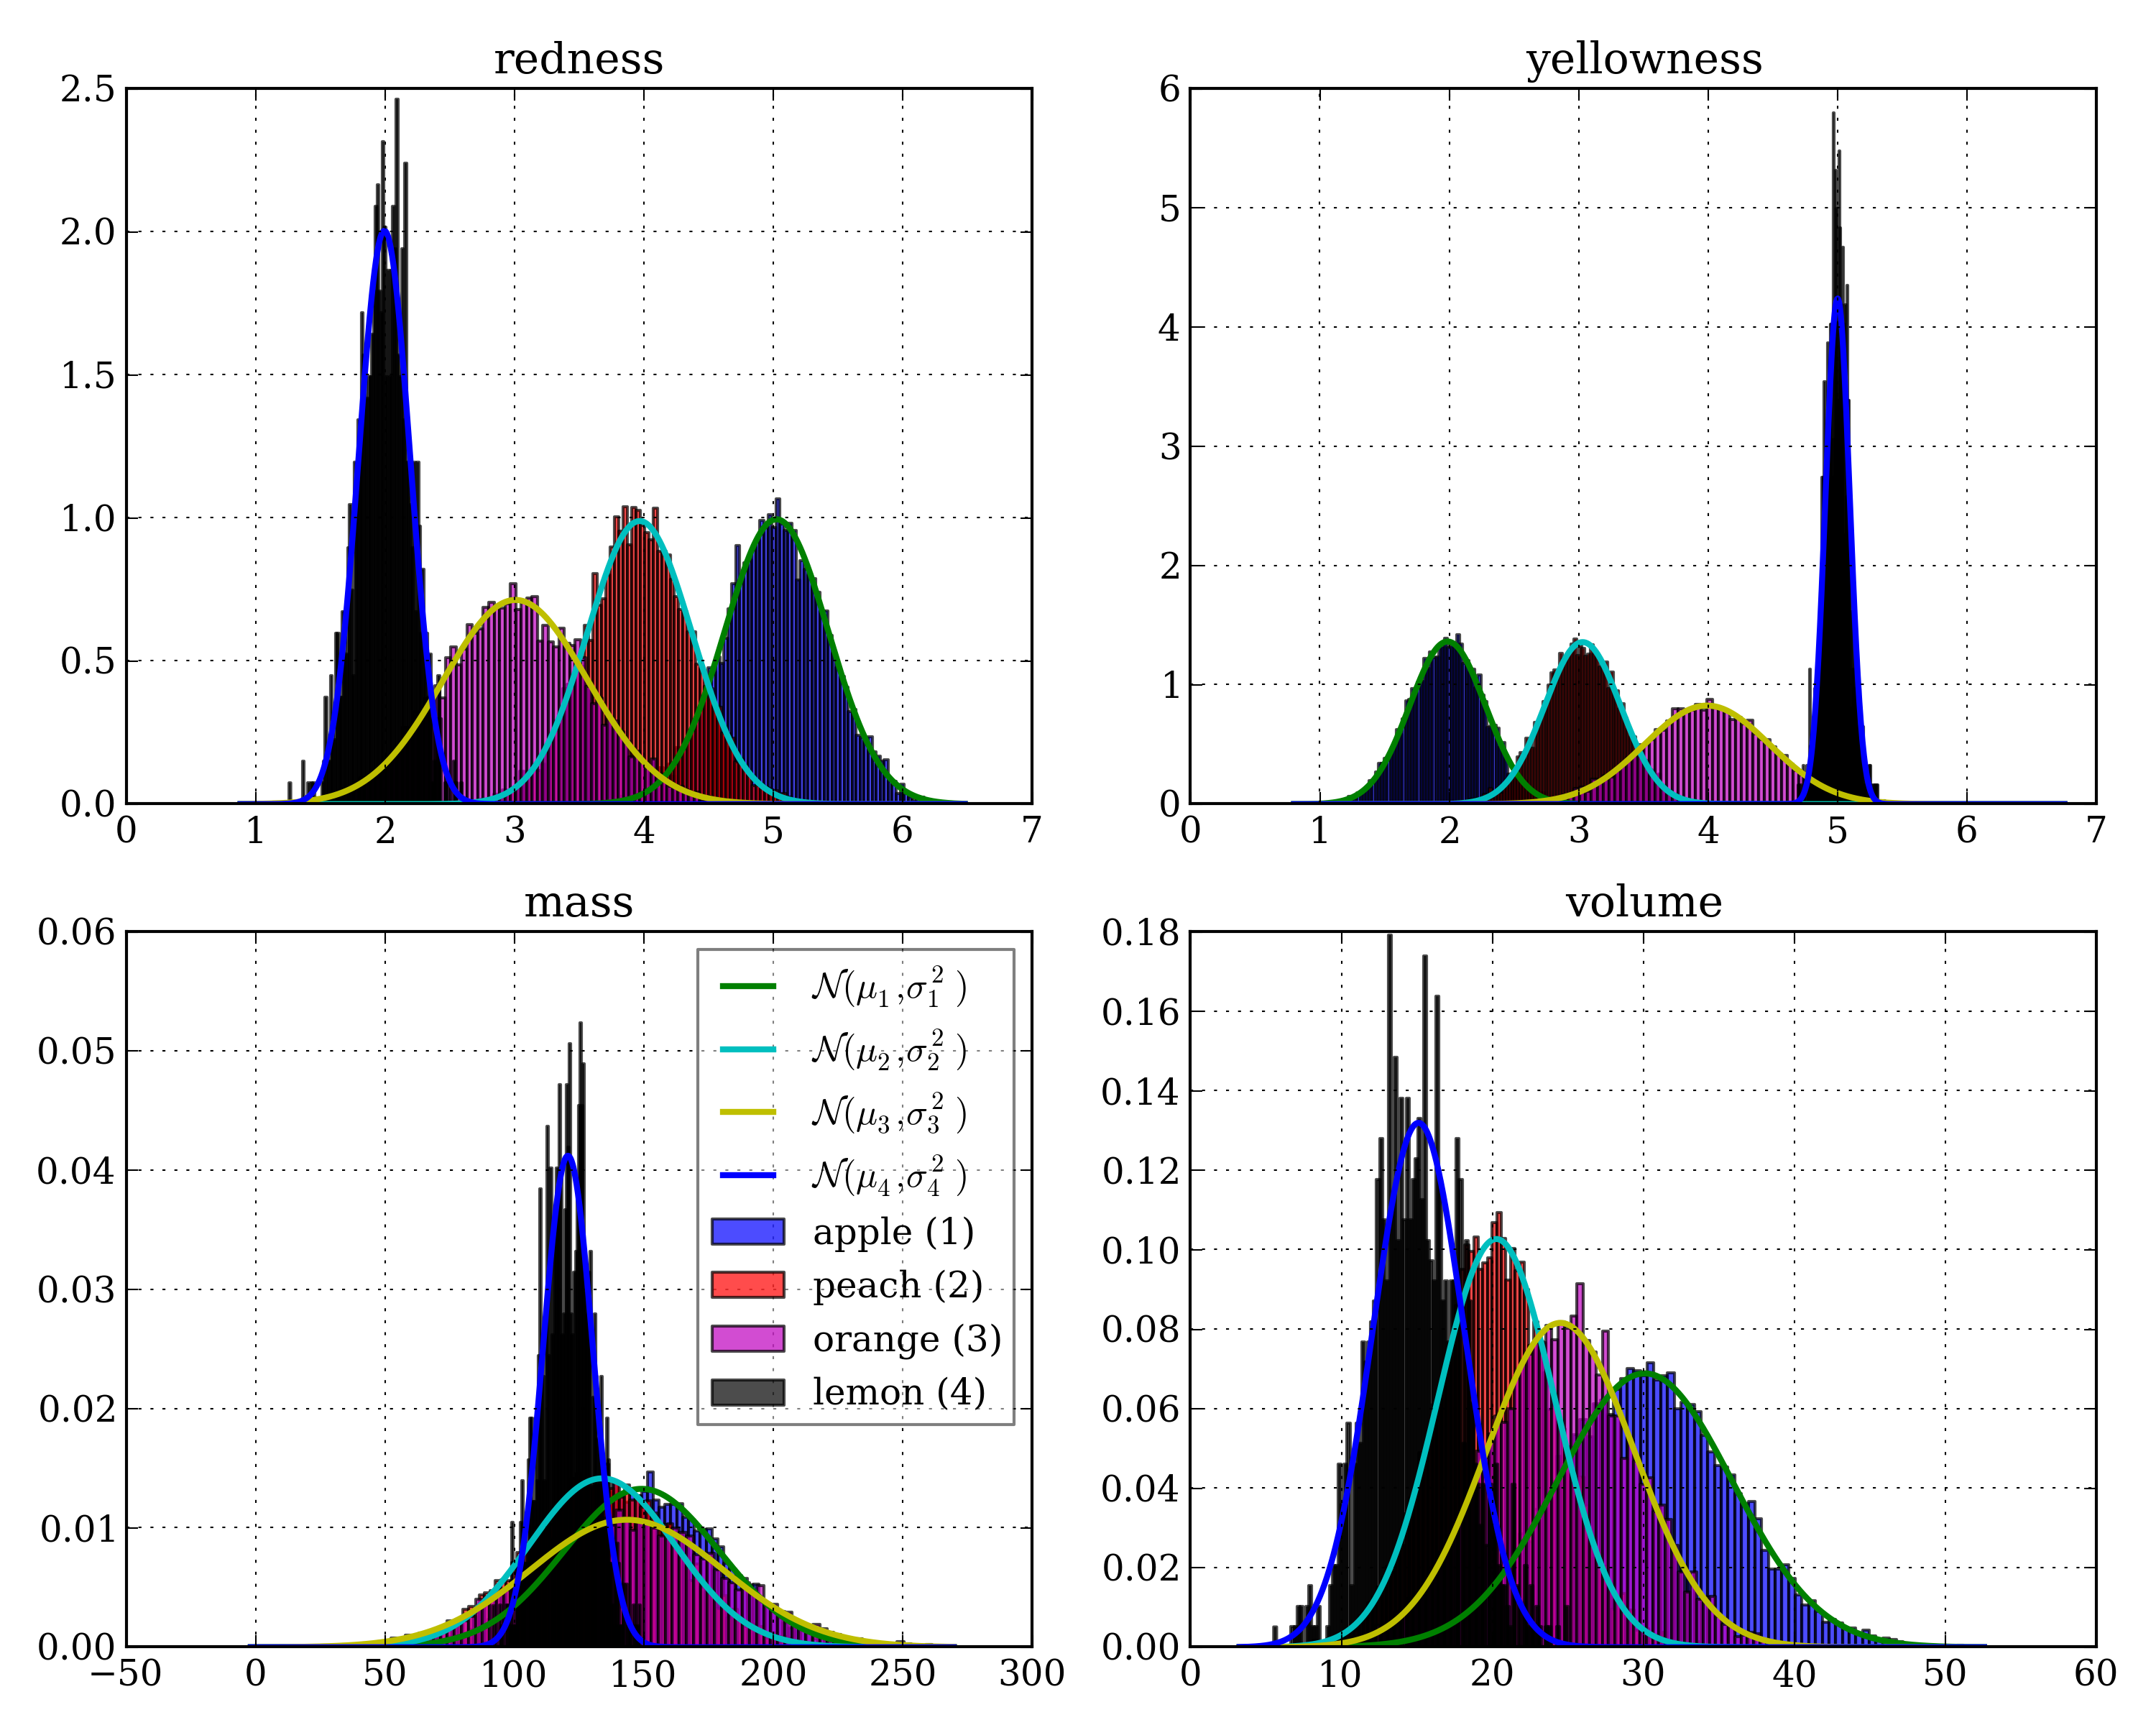 redness
2.5
2.0
1.5
1.0
0.5
0.0
0 1 2 3 4 5 6 7
yellowness
6
5
4
3
2
1
0
0 1 2 3 4 5 6 7
mass
0.06
0.05
0.04
0.03
0.02
0.01
0.00
−50 0 50 100 150 200 250 300
𝒩(μ₁,σ₁²)
𝒩(μ₂,σ₂²)
𝒩(μ₃,σ₃²)
𝒩(μ₄,σ₄²)
apple (1)
peach (2)
orange (3)
lemon (4)
volume
0.18
0.16
0.14
0.12
0.10
0.08
0.06
0.04
0.02
0.00
0 10 20 30 40 50 60